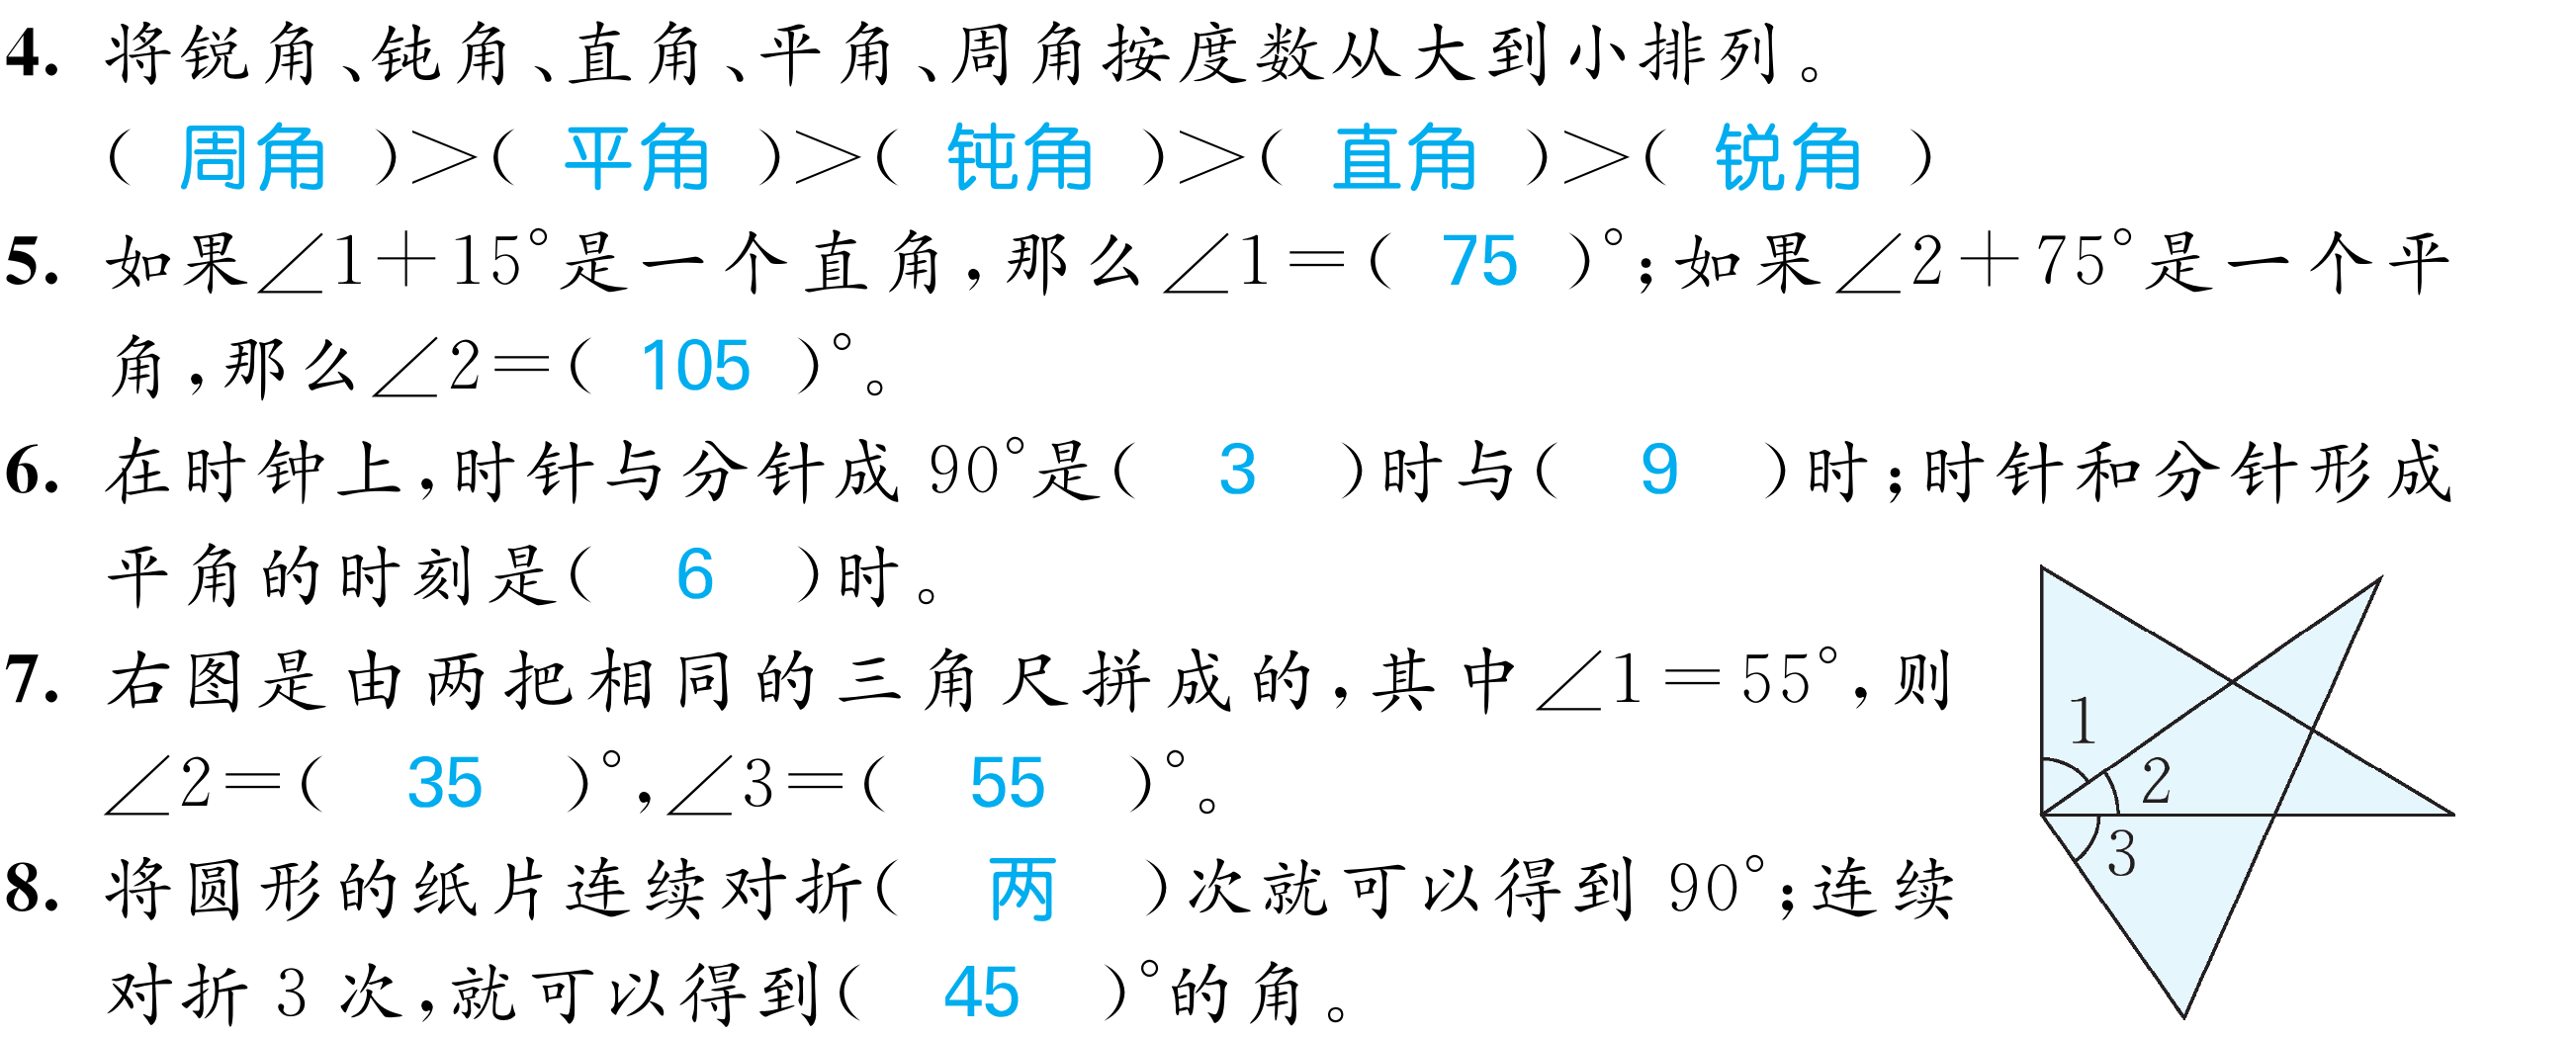 4. 将锐角、钝角、直角、平角、周角按度数从大到小排列。
( 周角 )>( 平角 )>( 钝角 )>( 直角 )>( 锐角 )
5. 如果∠1+15°是一个直角,那么∠1=( 75 )°;如果∠2+75°是一个平
角,那么∠2=( 105 )°。
6. 在时钟上,时针与分针成 90°是( 3 )时与( 9 )时;时针和分针形成
平角的时刻是( 6 )时。
7. 右图是由两把相同的三角尺拼成的,其中∠1=55°,则
∠2=( 35 )°,∠3=( 55 )°。
8. 将圆形的纸片连续对折( 两 )次就可以得到 90°;连续
对折 3 次,就可以得到( 45 )°的角。
1
2
3